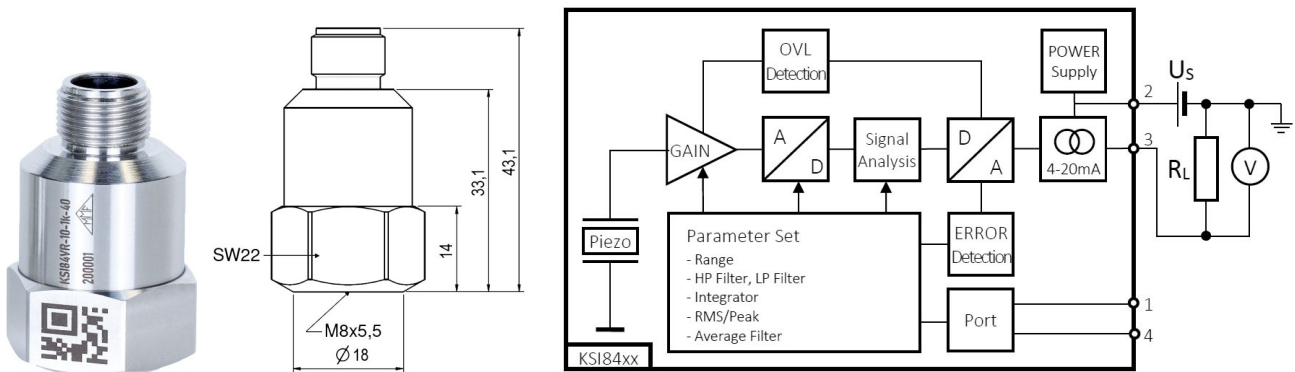 KSI84VR-10-1k-40
200001
MMF
43,1
33,1
14
SW22
M8x5,5
Ø 18
OVL
Detection
POWER
Supply
Us
2
GAIN
A
D
Signal
Analysis
D
A
4-20mA
3
RL
V
Piezo
Parameter Set
- Range
- HP Filter, LP Filter
- Integrator
- RMS/Peak
- Average Filter
ERROR
Detection
Port
1
4
KSI84xx